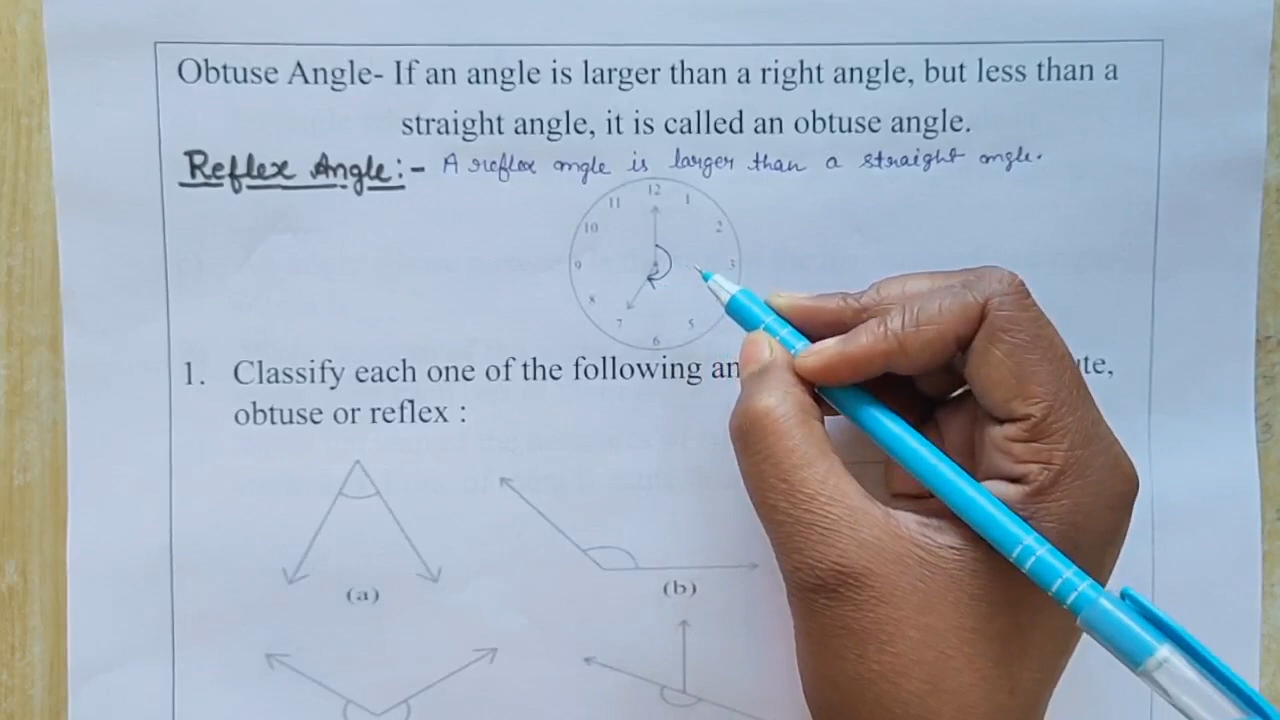 Obtuse Angle- If an angle is larger than a right angle, but less than a
straight angle, it is called an obtuse angle.
Reflex Angle:- A reflex angle is larger than a straight angle.
12
11 1
10 2
9 3
8
7 5
6
1. Classify each one of the following
obtuse or reflex :
(a) (b)